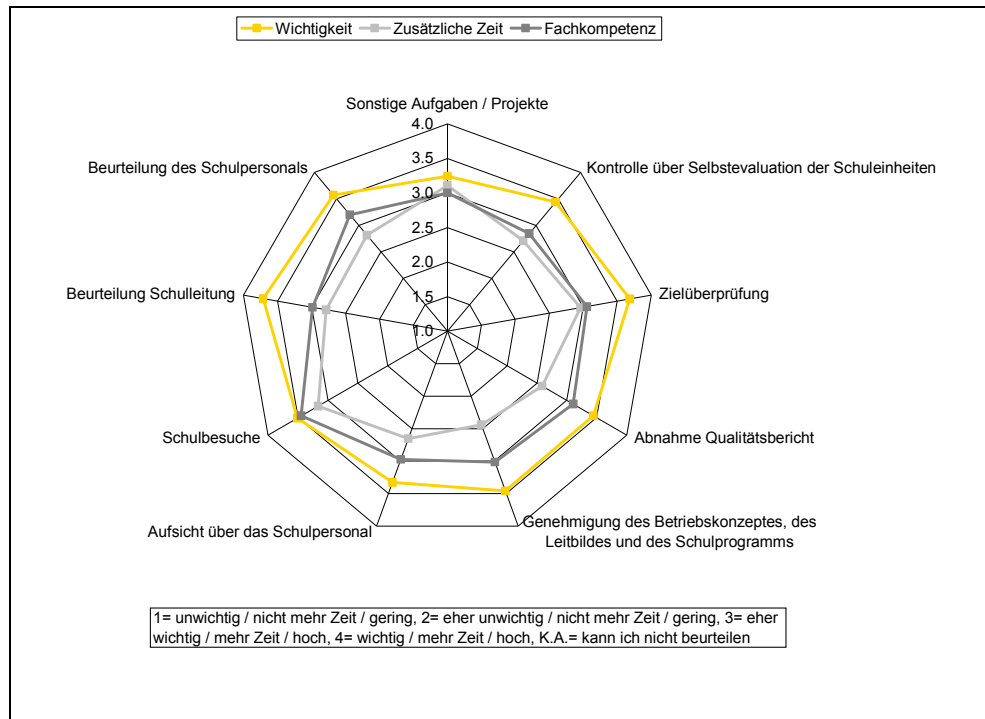 Wichtigkeit Zusätzliche Zeit Fachkompetenz
Sonstige Aufgaben / Projekte
4.0
3.5
3.0
2.5
2.0
1.5
1.0
Kontrolle über Selbstevaluation der Schuleinheiten
Zielüberprüfung
Abnahme Qualitätsbericht
Genehmigung des Betriebskonzeptes, des
Leitbildes und des Schulprogramms
Aufsicht über das Schulpersonal
Schulbesuche
Beurteilung Schulleitung
Beurteilung des Schulpersonals
1= unwichtig / nicht mehr Zeit / gering, 2= eher unwichtig / nicht mehr Zeit / gering, 3= eher
wichtig / mehr Zeit / hoch, 4= wichtig / mehr Zeit / hoch, K.A.= kann ich nicht beurteilen